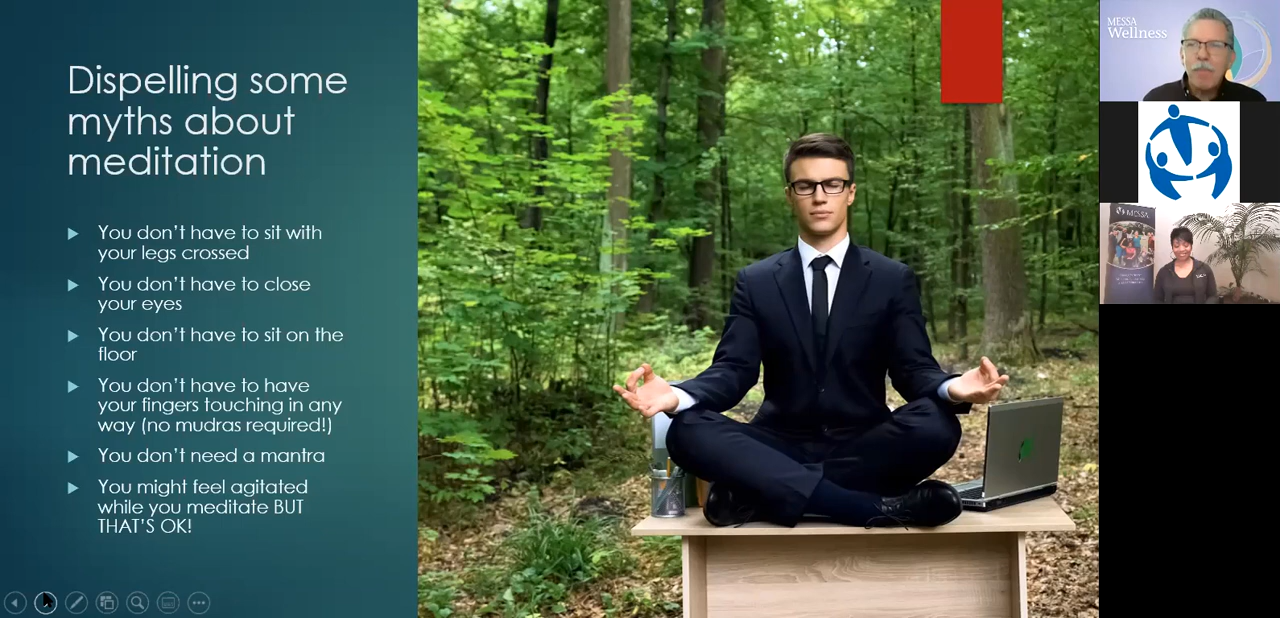 Dispelling some
myths about
meditation
You don't have to sit with
your legs crossed
You don't have to close
your eyes
You don't have to sit on the
floor
You don't have to have
your fingers touching in any
way (no mudras required!)
You don't need a mantra
You might feel agitated
while you meditate BUT
THAT'S OK!
MESSA
Wellness
MESSA